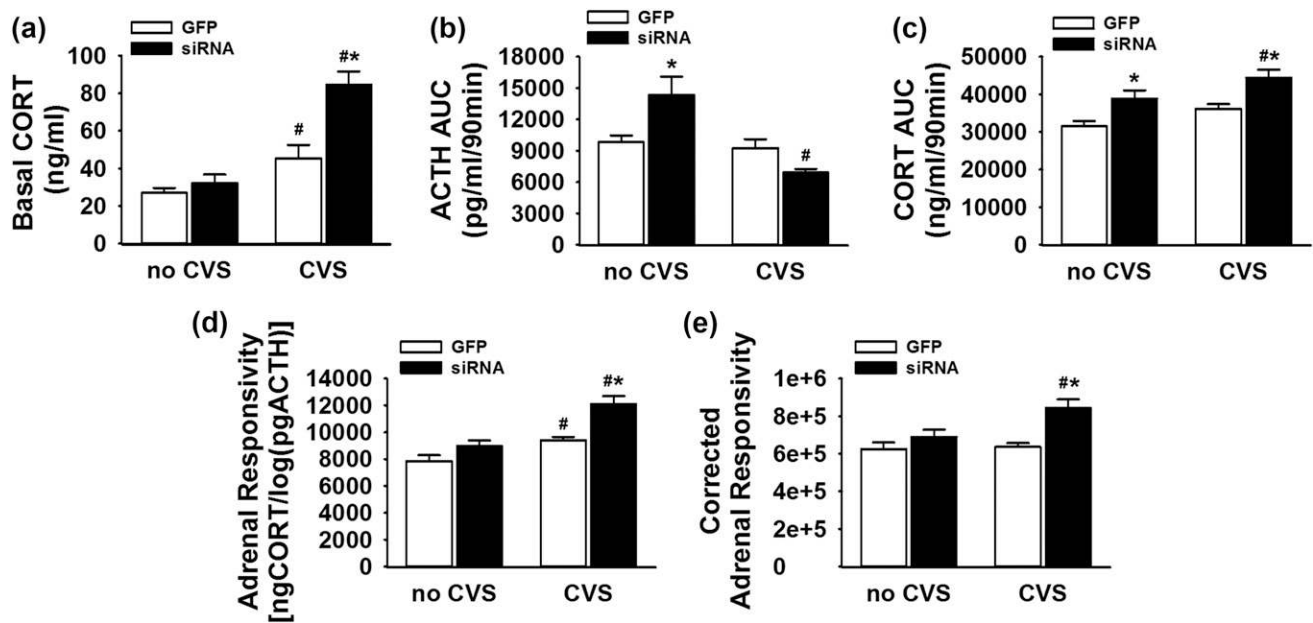 (a)
GFP
siRNA
Basal CORT
(ng/ml)
100
80
60
40
20
0
#
#*
no CVS
CVS
(b)
GFP
siRNA
ACTH AUC
(pg/ml/90min)
18000
15000
12000
9000
6000
3000
0
*
#
no CVS
CVS
(c)
GFP
siRNA
CORT AUC
(ng/ml/90min)
50000
40000
30000
20000
10000
0
*
#*
no CVS
CVS
(d)
GFP
siRNA
Adrenal Responsivity
[ngCORT/log(pgACTH)]
14000
12000
10000
8000
6000
4000
2000
0
#
#*
no CVS
CVS
(e)
GFP
siRNA
Corrected
Adrenal Responsivity
1e+6
8e+5
6e+5
4e+5
2e+5
0
#*
no CVS
CVS